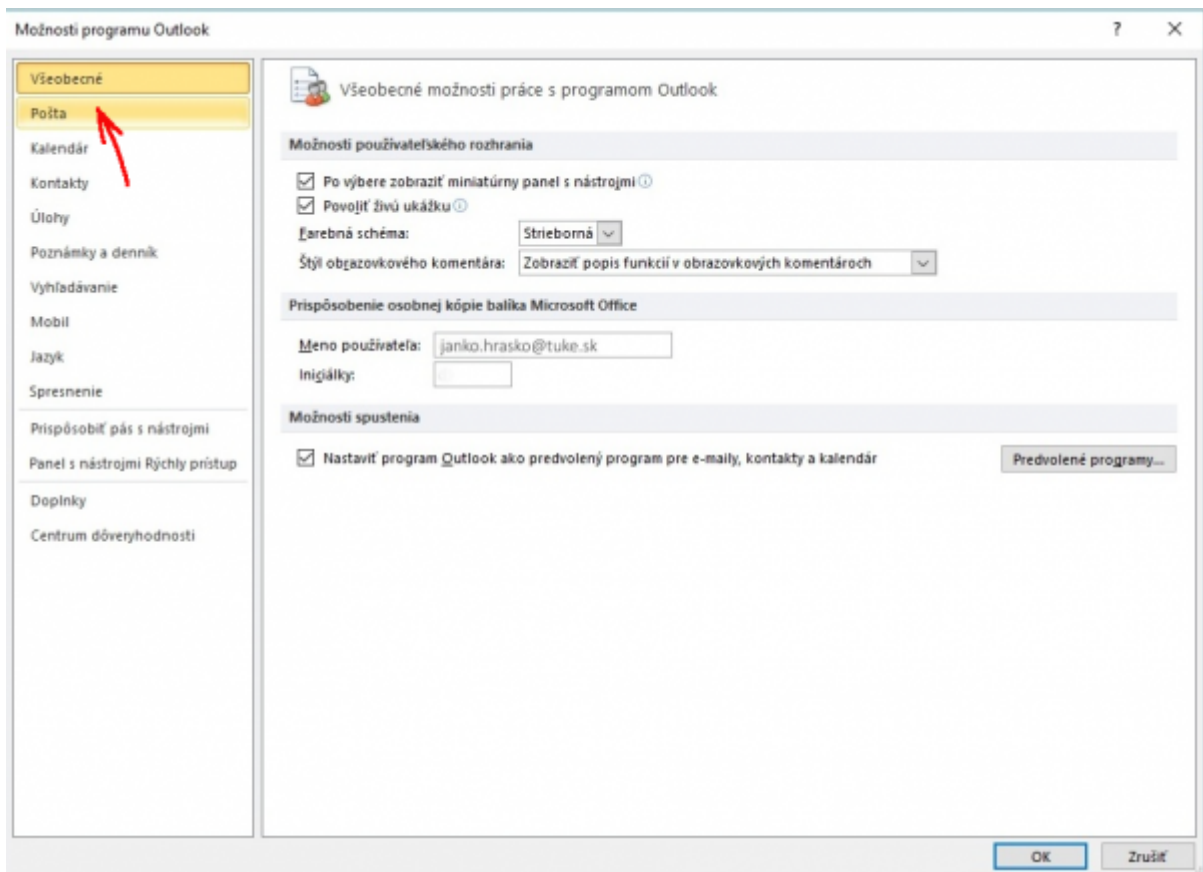 Možnosti programu Outlook
?
Všeobecné
Pošta
Kalendár
Kontakty
Úlohy
Poznámky a denník
Vyhľadávanie
Mobil
Jazyk
Spresnenie
Prispôsobiť pás s nástrojmi
Panel s nástrojmi Rýchly prístup
Doplnky
Centrum dôveryhodnosti
Všeobecné možnosti práce s programom Outlook
Možnosti používateľského rozhrania
Po výbere zobraziť miniatúrny panel s nástrojmi
Povoliť živú ukážku
Farebná schéma: Strieborná
Štýl obrazovkového komentára: Zobraziť popis funkcií v obrazovkových komentároch
Prispôsobenie osobnej kópie balíka Microsoft Office
Meno používateľa: janko.hrasko@tuke.sk
Iniciálky:
Možnosti spustenia
Nastaviť program Outlook ako predvolený program pre e-maily, kontakty a kalendár Predvolené programy...
OK Zrušiť